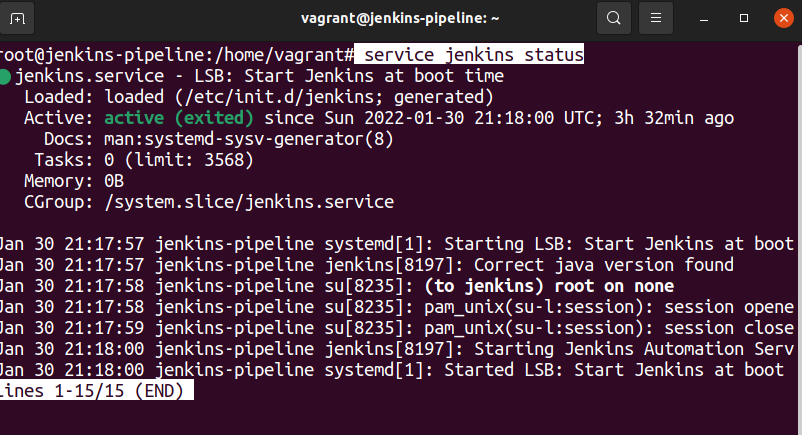 vagrant@jenkins-pipeline: ~
root@jenkins-pipeline:/home/vagrant# service jenkins status
jenkins.service - LSB: Start Jenkins at boot time
Loaded: loaded (/etc/init.d/jenkins; generated)
Active: active (exited) since Sun 2022-01-30 21:18:00 UTC; 3h 32min ago
Docs: man:systemd-sysv-generator(8)
Tasks: 0 (limit: 3568)
Memory: 0B
CGroup: /system.slice/jenkins.service
Jan 30 21:17:57 jenkins-pipeline systemd[1]: Starting LSB: Start Jenkins at boot
Jan 30 21:17:57 jenkins-pipeline jenkins[8197]: Correct java version found
Jan 30 21:17:58 jenkins-pipeline su[8235]: (to jenkins) root on none
Jan 30 21:17:58 jenkins-pipeline su[8235]: pam_unix(su-l:session): session opene
Jan 30 21:17:59 jenkins-pipeline su[8235]: pam_unix(su-l:session): session close
Jan 30 21:18:00 jenkins-pipeline jenkins[8197]: Starting Jenkins Automation Serv
Jan 30 21:18:00 jenkins-pipeline systemd[1]: Started LSB: Start Jenkins at boot
lines 1-15/15 (END)